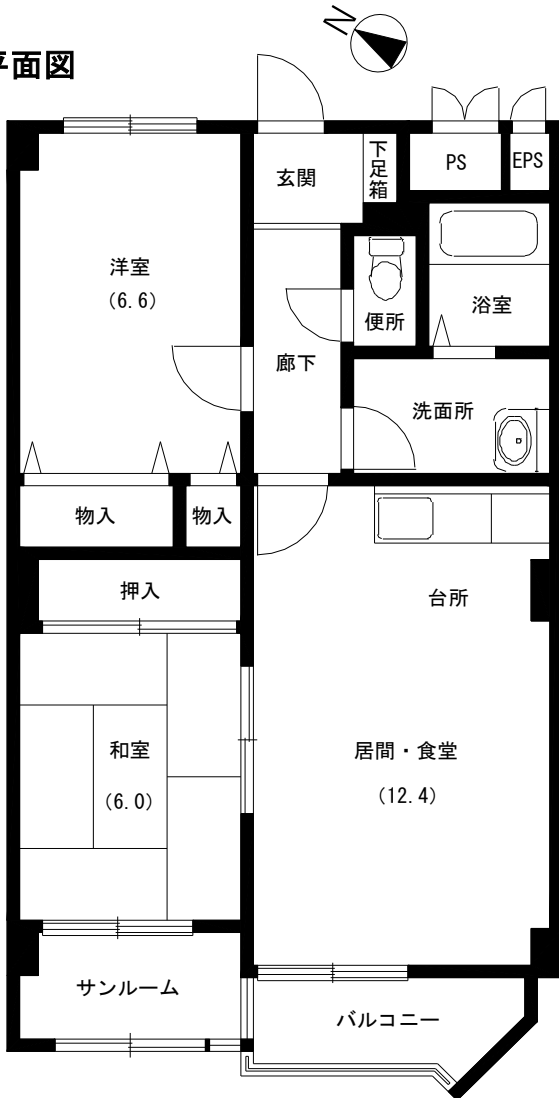 平面図
N
玄関
下足箱
PS
EPS
洋室
(6.6)
便所
浴室
廊下
洗面所
物入
物入
押入
台所
和室
(6.0)
居間・食堂
(12.4)
サンルーム
バルコニー